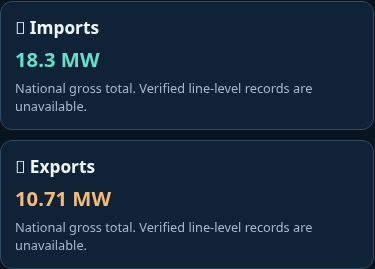 Imports
18.3 MW
National gross total. Verified line-level records are
unavailable.
Exports
10.71 MW
National gross total. Verified line-level records are
unavailable.